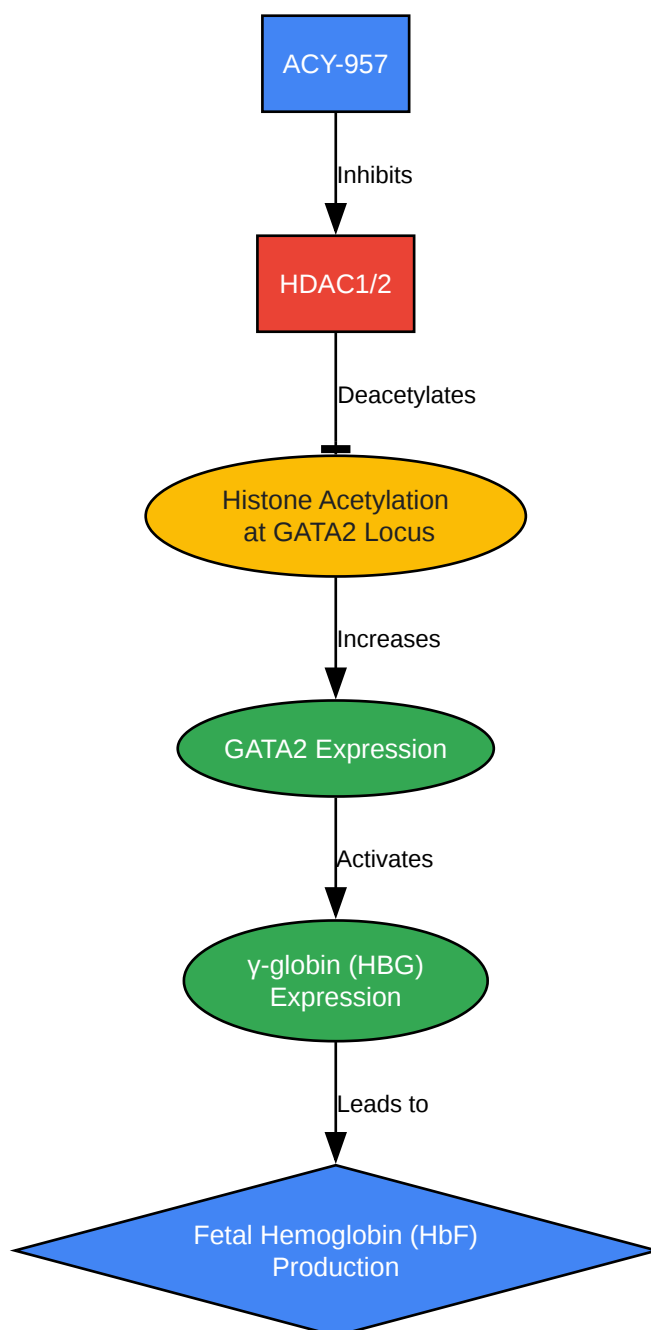 ACY-957
Inhibits
HDAC1/2
Deacetylates
Histone Acetylation
at GATA2 Locus
Increases
GATA2 Expression
Activates
γ-globin (HBG)
Expression
Leads to
Fetal Hemoglobin (HbF)
Production